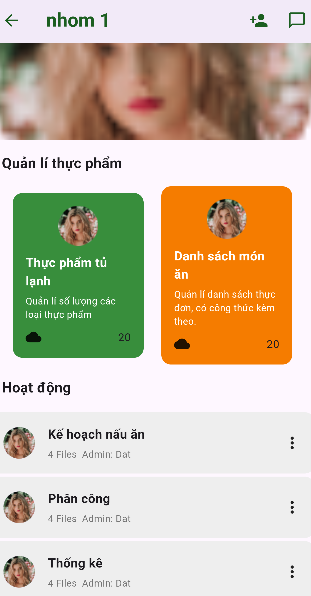 nhom 1
Quản lí thực phẩm
Thực phẩm tủ
lạnh
Quản lí số lượng các
loại thực phẩm
20
Danh sách món
ăn
Quản lí danh sách thực
đơn, có công thức kèm
theo.
20
Hoạt động
Kế hoạch nấu ăn
4 Files Admin: Dat
Phân công
4 Files Admin: Dat
Thống kê
4 Files Admin: Dat